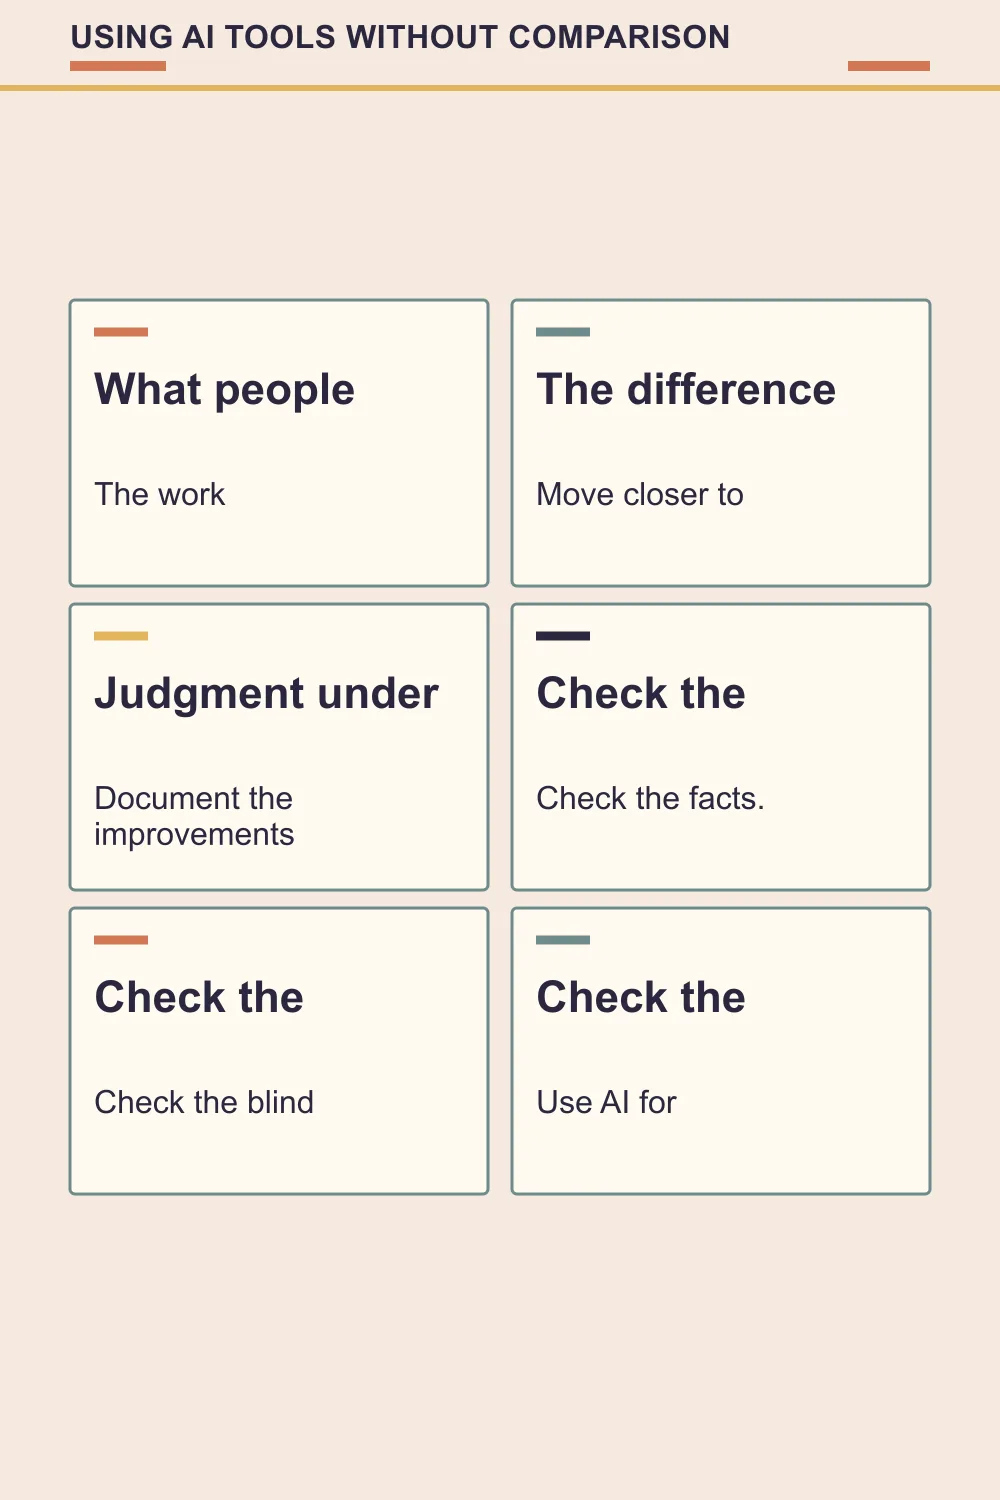 USING AI TOOLS WITHOUT COMPARISON
What people
The work
The difference
Move closer to
Judgment under
Document the
improvements
Check the
Check the facts.
Check the
Check the blind
Check the
Use AI for